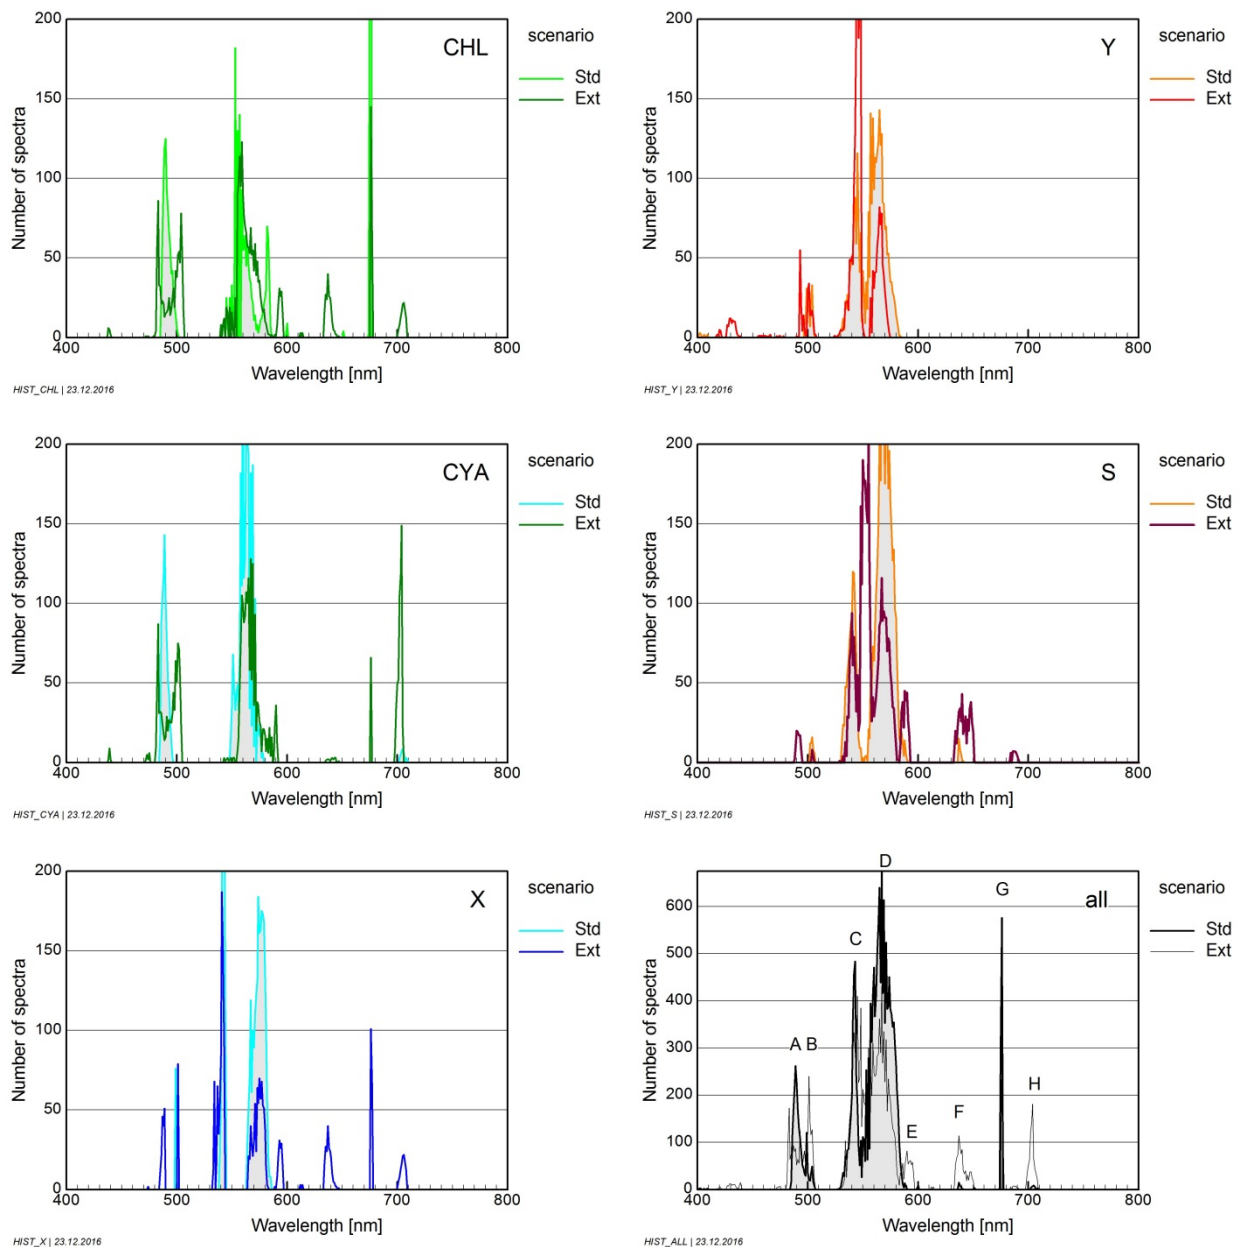 CHL
scenario
Std
Ext
200
150
100
50
0
400 500 600 700 800
Number of spectra
Wavelength [nm]
HIST_CHL | 23.12.2016
Y
scenario
Std
Ext
200
150
100
50
0
400 500 600 700 800
Number of spectra
Wavelength [nm]
HIST_Y | 23.12.2016
CYA
scenario
Std
Ext
200
150
100
50
0
400 500 600 700 800
Number of spectra
Wavelength [nm]
HIST_CYA | 23.12.2016
S
scenario
Std
Ext
200
150
100
50
0
400 500 600 700 800
Number of spectra
Wavelength [nm]
HIST_S | 23.12.2016
X
scenario
Std
Ext
200
150
100
50
0
400 500 600 700 800
Number of spectra
Wavelength [nm]
HIST_X | 23.12.2016
all
scenario
Std
Ext
A B C D E F G H
600
500
400
300
200
100
0
400 500 600 700 800
Number of spectra
Wavelength [nm]
HIST_ALL | 23.12.2016